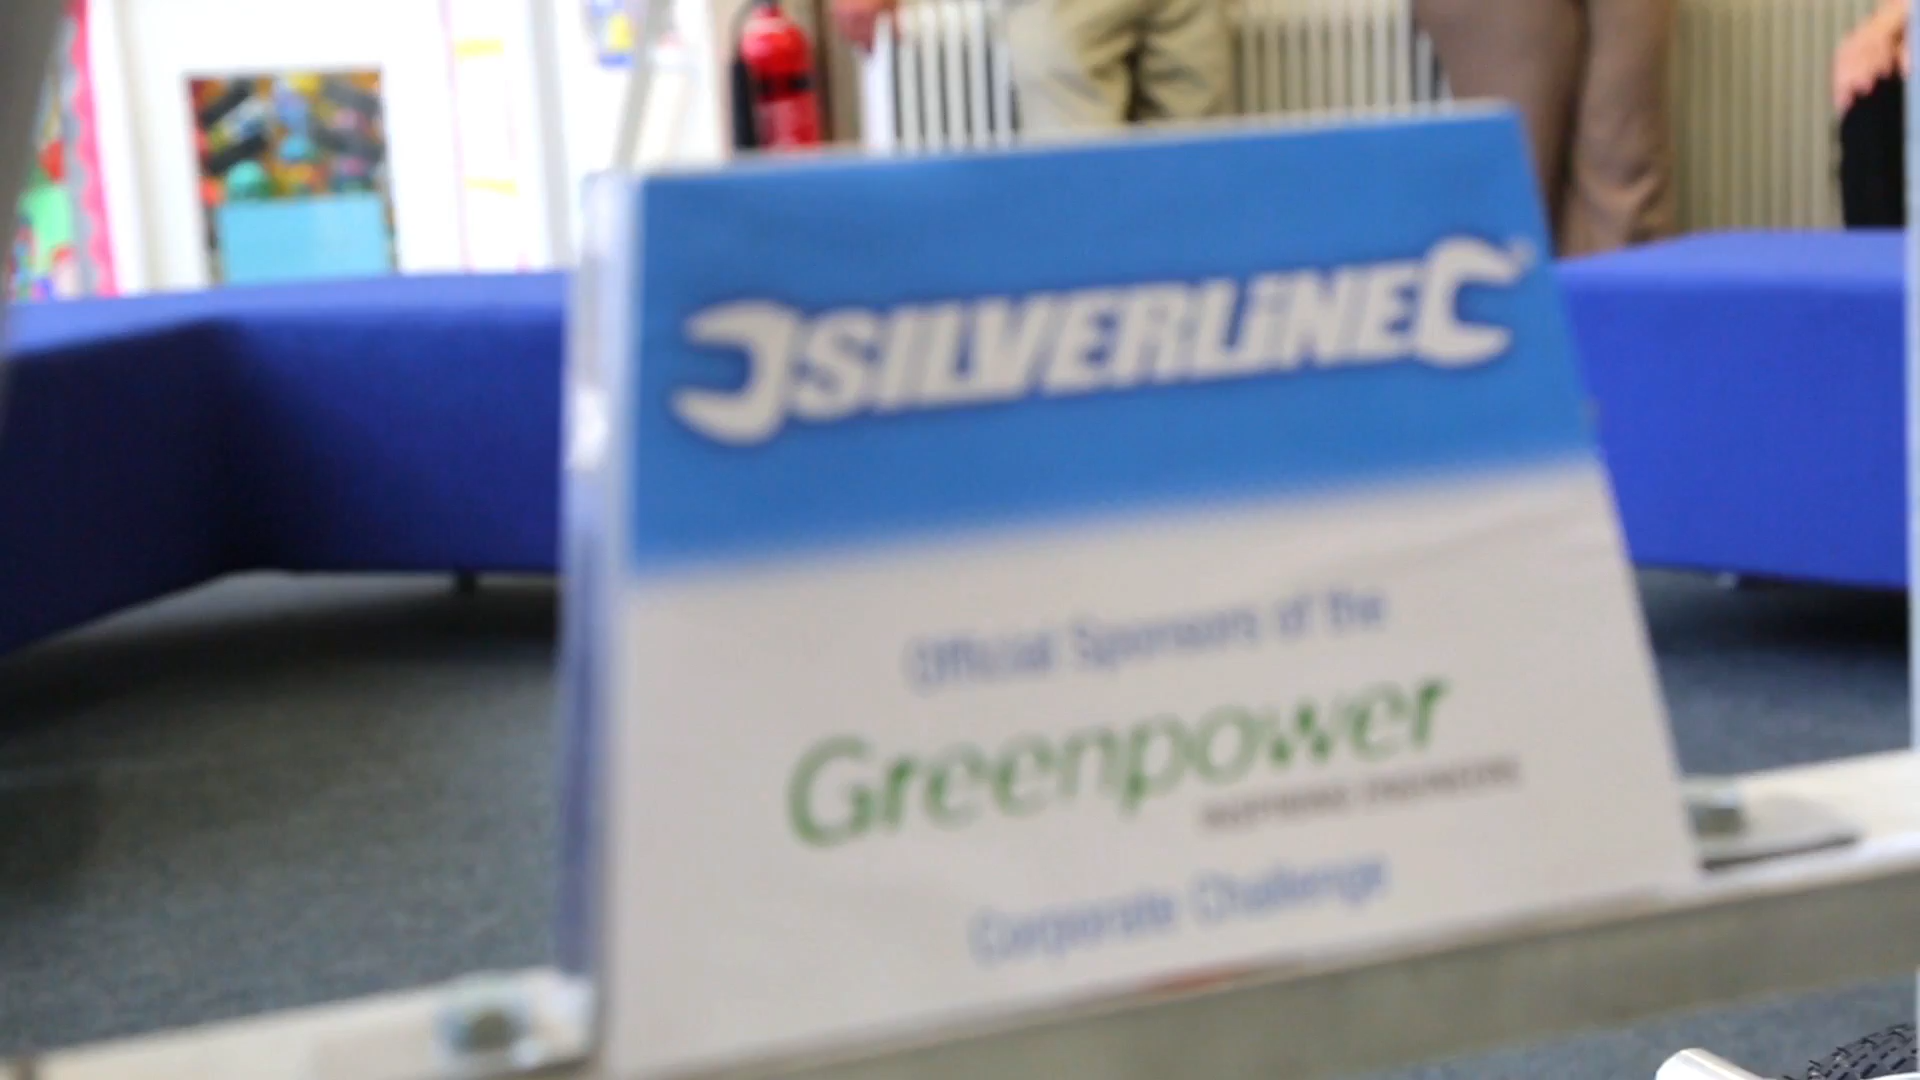 SILVERLiNE
Official Sponsors of the
Greenpower
Corporate Challenge